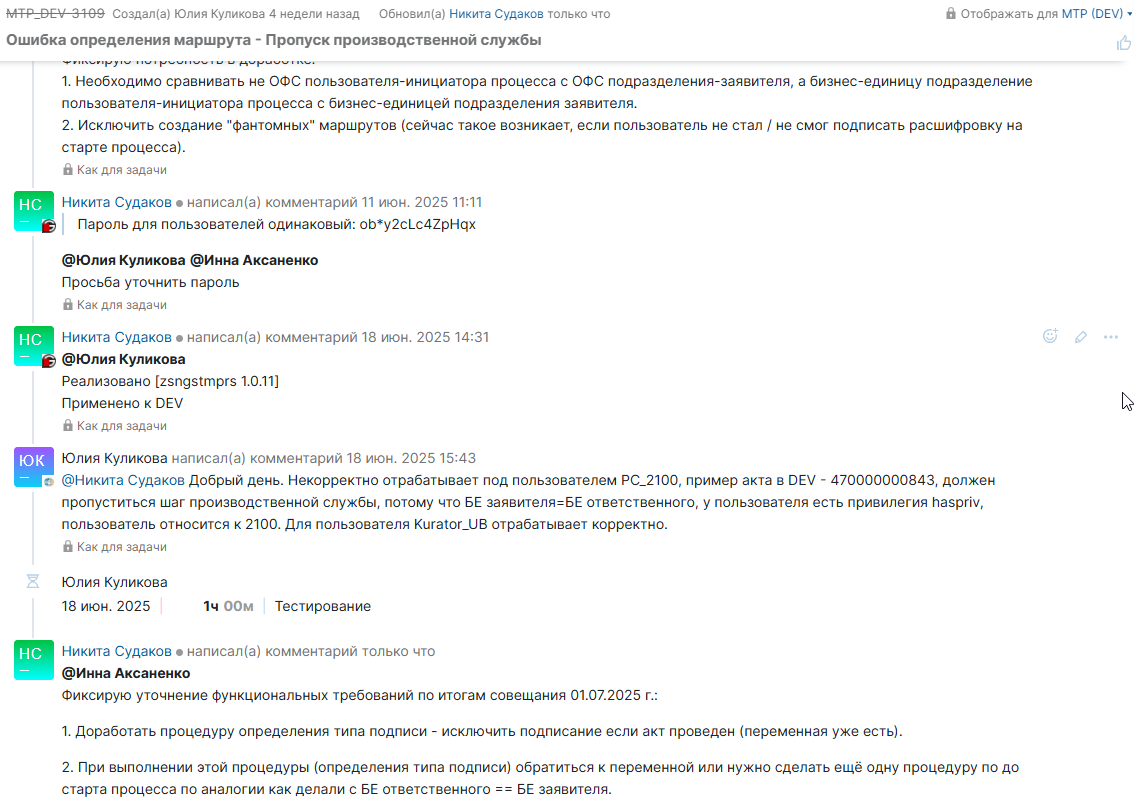 MTP_DEV-3109 Создал(а) Юлия Куликова 4 недели назад Обновил(а) Никита Судаков только что Отображать для MTP (DEV)
Ошибка определения маршрута - Пропуск производственной службы
Фиксирую потребность в доработке:
1. Необходимо сравнивать не ОФС пользователя-инициатора процесса с ОФС подразделения-заявителя, а бизнес-единицу подразделение
пользователя-инициатора процесса с бизнес-единицей подразделения заявителя.
2. Исключить создание "фантомных" маршрутов (сейчас такое возникает, если пользователь не стал / не смог подписать расшифровку на
старте процесса).
Как для задачи
НС
Никита Судаков написал(а) комментарий 11 июн. 2025 11:11
Пароль для пользователей одинаковый: ob*y2cLc4ZpHqx
@Юлия Куликова @Инна Аксаненко
Просьба уточнить пароль
Как для задачи
НС
Никита Судаков написал(а) комментарий 18 июн. 2025 14:31
@Юлия Куликова
Реализовано [zsngstmprs 1.0.11]
Применено к DEV
Как для задачи
ЮК
Юлия Куликова написал(а) комментарий 18 июн. 2025 15:43
@Никита Судаков Добрый день. Некорректно отрабатывает под пользователем PC_2100, пример акта в DEV - 470000000843, должен
пропуститься шаг производственной службы, потому что БЕ заявителя=БЕ ответственного, у пользователя есть привилегия haspriv,
пользователь относится к 2100. Для пользователя Kurator_UB отрабатывает корректно.
Как для задачи
Юлия Куликова
18 июн. 2025 1ч 00м Тестирование
НС
Никита Судаков написал(а) комментарий только что
@Инна Аксаненко
Фиксирую уточнение функциональных требований по итогам совещания 01.07.2025 г.:
1. Доработать процедуру определения типа подписи - исключить подписание если акт проведен (переменная уже есть).
2. При выполнении этой процедуры (определения типа подписи) обратиться к переменной или нужно сделать ещё одну процедуру по до
старта процесса по аналогии как делали с БЕ ответственного == БЕ заявителя.